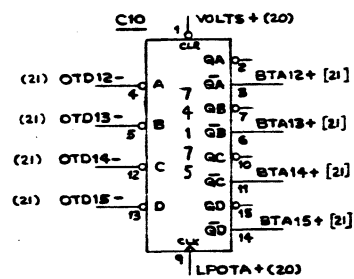 C10
VOLTS+(20)
1
CLR
QA 2
(21) OTD12- 4 A 7 Q̅A̅ 3 BTA12+ [21]
4 QB 7
(21) OTD13- 5 B 1 Q̅B̅ 6 BTA13+ [21]
7 QC 10
(21) OTD14- 12 C 5 Q̅C̅ 11 BTA14+ [21]
QD 15
(21) OTD15- 13 D Q̅D̅ 14 BTA15+ [21]
CLK
9
LPOTA+(20)